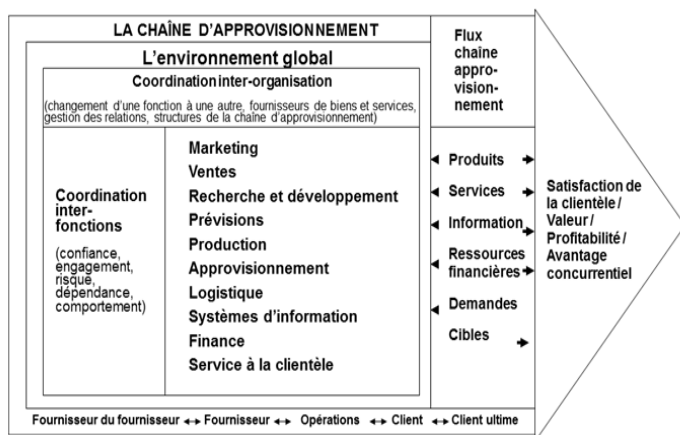 LA CHAÎNE D'APPROVISIONNEMENT
L'environnement global
Coordination inter-organisation
(changement d'une fonction à une autre, fournisseurs de biens et services,
gestion des relations, structures de la chaîne d'approvisionnement)
Coordination
inter-
fonctions
(confiance,
engagement,
risque,
dépendance,
comportement)
Marketing
Ventes
Recherche et développement
Prévisions
Production
Approvisionnement
Logistique
Systèmes d'information
Finance
Service à la clientèle
Flux
chaîne
appro-
vision-
nement
Produits
Services
Information
Ressources
financières
Demandes
Cibles
Satisfaction de
la clientèle /
Valeur /
Profitabilité /
Avantage
concurrentiel
Fournisseur du fournisseur ↔ Fournisseur ↔ Opérations ↔ Client ↔ Client ultime